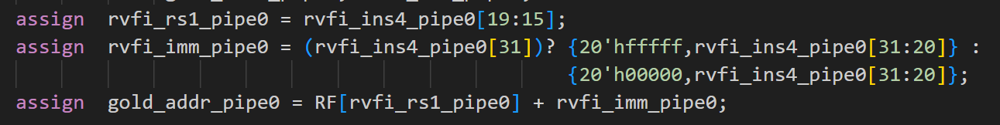 assign  rvfi_rs1_pipe0 = rvfi_ins4_pipe0[19:15];
assign  rvfi_imm_pipe0 = (rvfi_ins4_pipe0[31])? {20'hfffff,rvfi_ins4_pipe0[31:20]} :
{20'h00000,rvfi_ins4_pipe0[31:20]};
assign  gold_addr_pipe0 = RF[rvfi_rs1_pipe0] + rvfi_imm_pipe0;